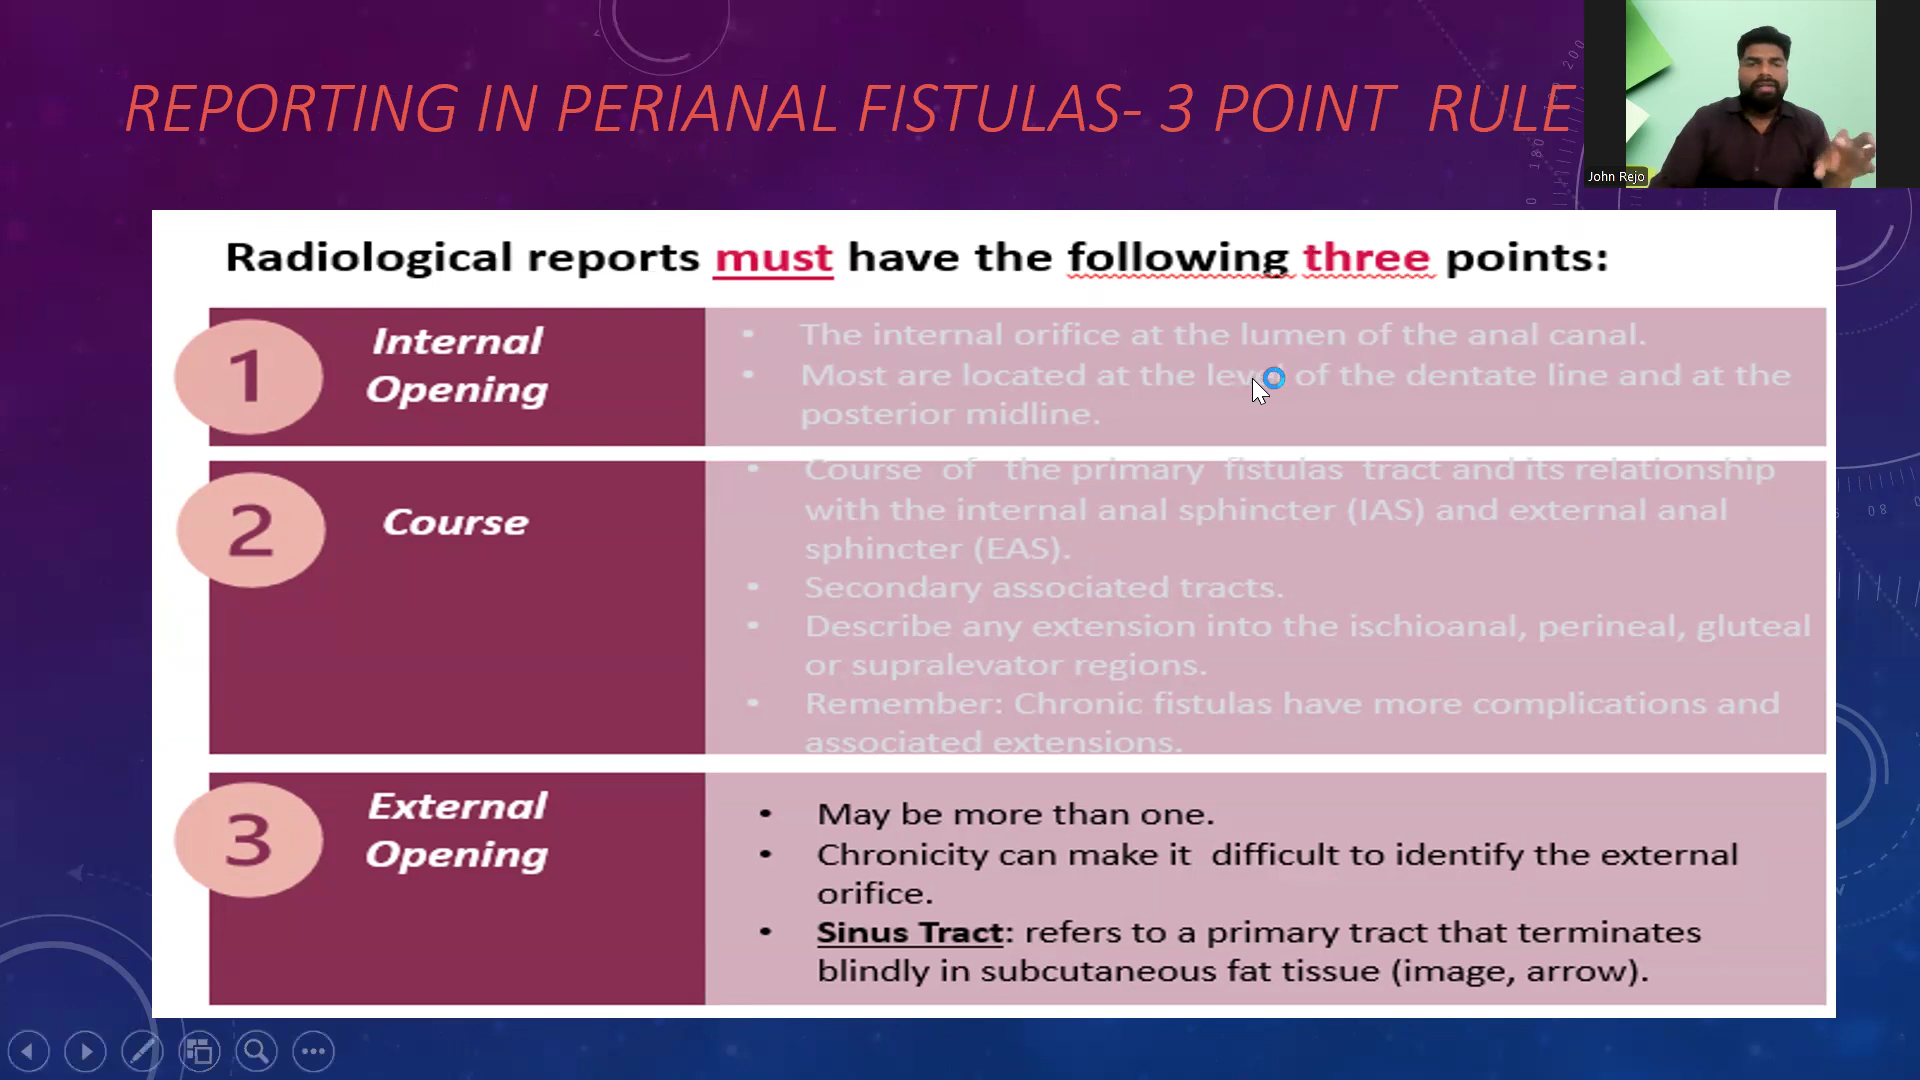 REPORTING IN PERIANAL FISTULAS- 3 POINT RULE
John Rejo
Radiological reports must have the following three points:
1
Internal
Opening
• The internal orifice at the lumen of the anal canal.
• Most are located at the level of the dentate line and at the
posterior midline.
2
Course
• Course of the primary fistulas tract and its relationship
with the internal anal sphincter (IAS) and external anal
sphincter (EAS).
• Secondary associated tracts.
• Describe any extension into the ischioanal, perineal, gluteal
or supralevator regions.
• Remember: Chronic fistulas have more complications and
associated extensions.
3
External
Opening
• May be more than one.
• Chronicity can make it difficult to identify the external
orifice.
• Sinus Tract: refers to a primary tract that terminates
blindly in subcutaneous fat tissue (image, arrow).